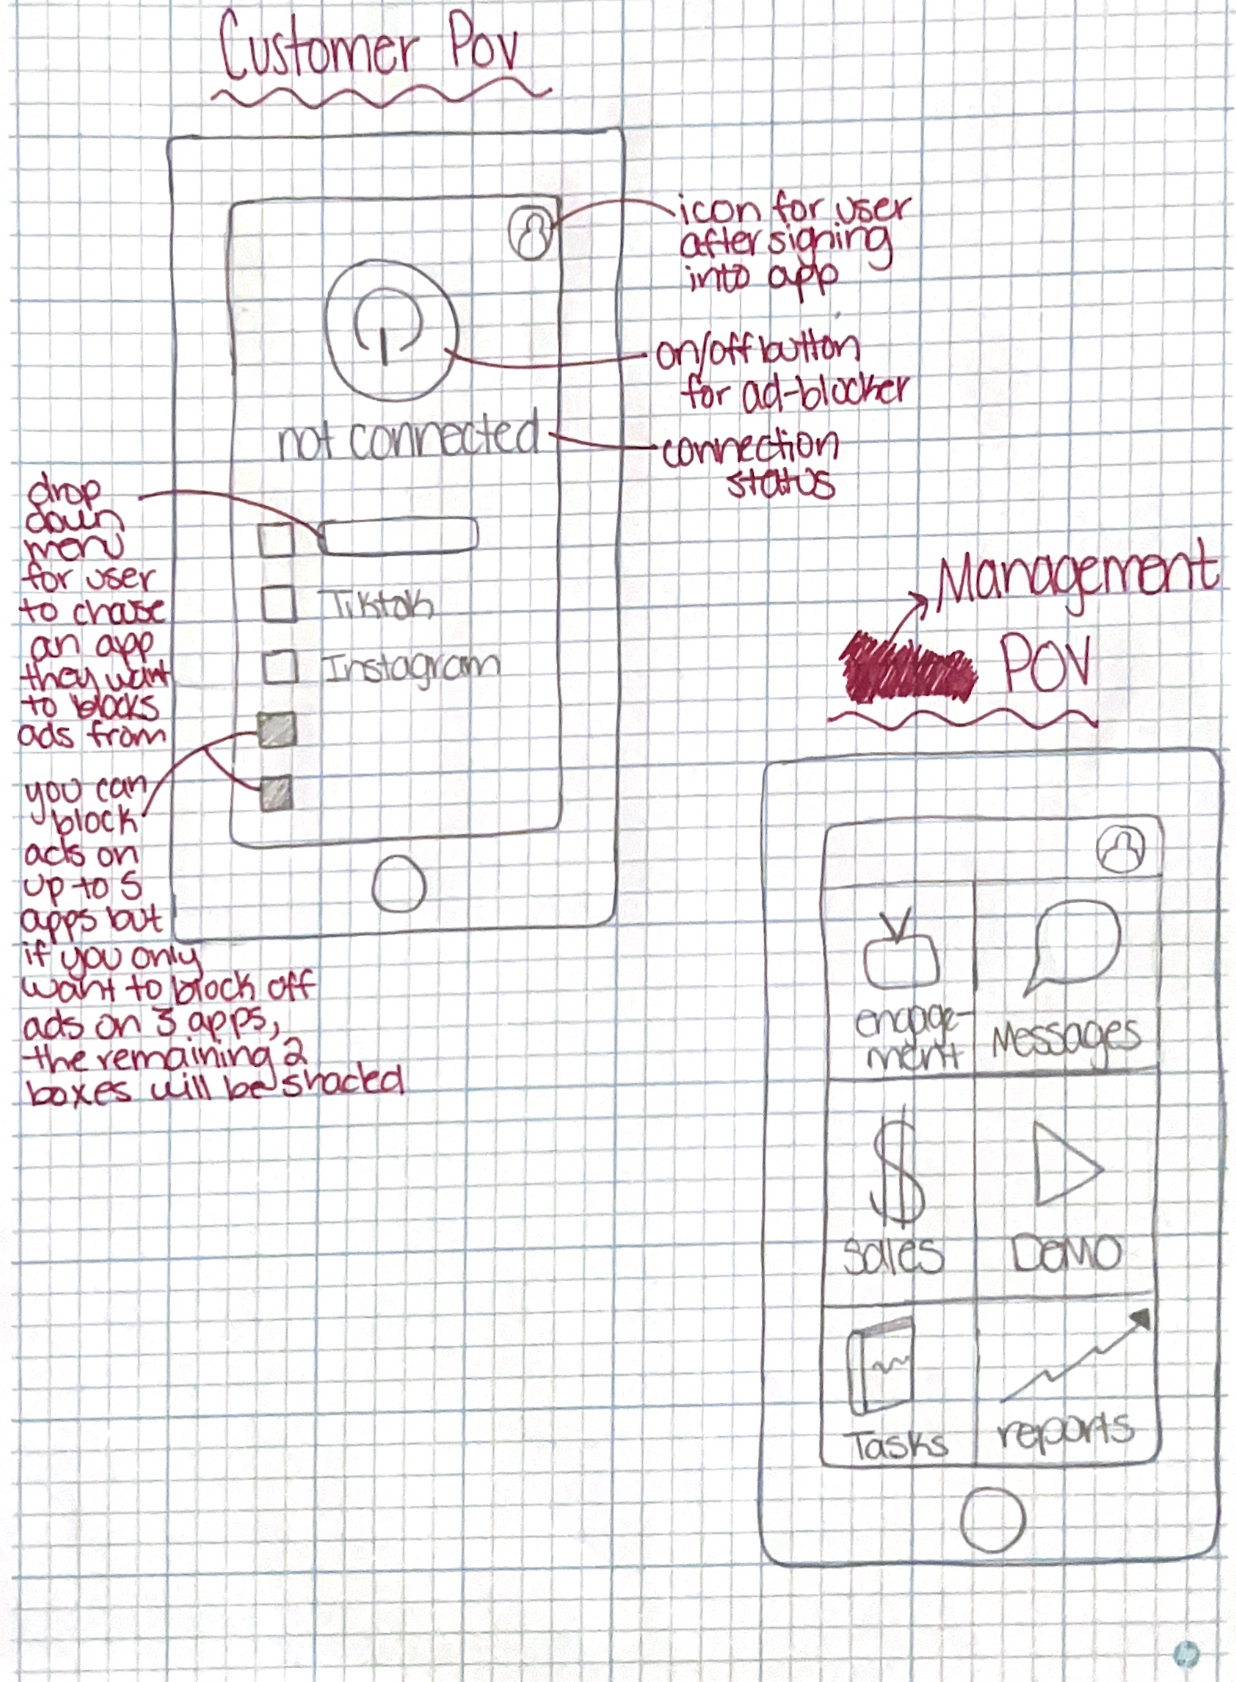 Customer Pov
icon for user
after signing
into app
on/off button
for ad-blocker
not connected
connection
status
drop
down
menu
for user
to chose
an app
they want
to blocks
ads from
Tiktok
Instagram
you can
block
ads on
up to 5
apps but
if you only
want to block off
ads on 3 apps,
the remaining 2
boxes will be shaded
Management
POV
engage-
ment
Messages
Sales
Demo
Tasks
reports